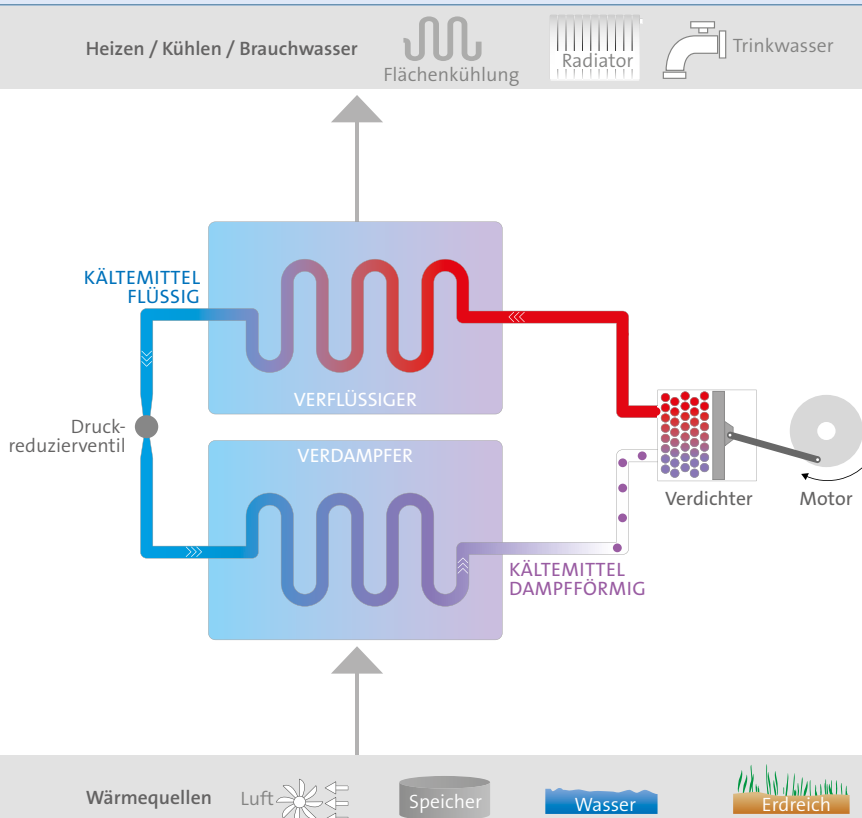 Heizen / Kühlen / Brauchwasser
Flächenkühlung
Radiator
Trinkwasser
KÄLTEMITTEL
FLÜSSIG
VERFLÜSSIGER
Druck-
reduzierventil
VERDAMPFER
Verdichter
Motor
KÄLTEMITTEL
DAMPFFÖRMIG
Wärmequellen
Luft
Speicher
Wasser
Erdreich